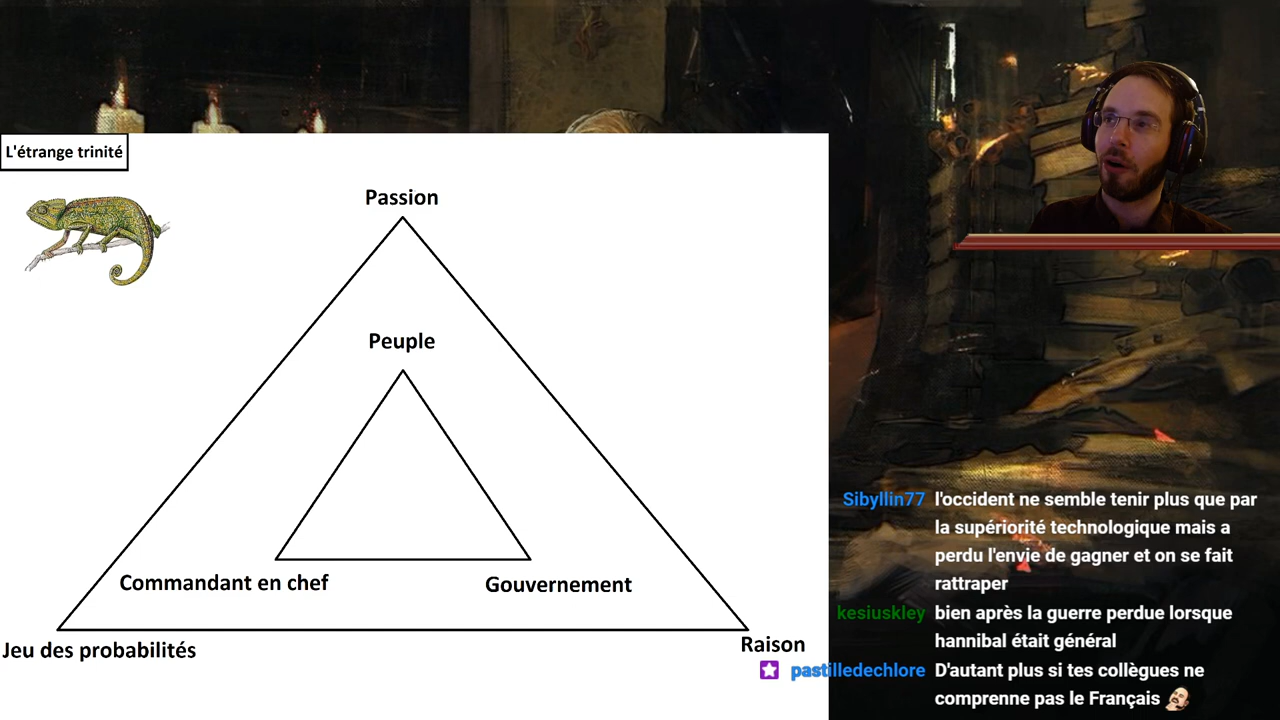 L'étrange trinité
Passion
Peuple
Commandant en chef
Gouvernement
Jeu des probabilités
Raison
Sibyllin77 l'occident ne semble tenir plus que par
la supériorité technologique mais a
perdu l'envie de gagner et on se fait
rattraper
kesiuskley bien après la guerre perdue lorsque
hannibal était général
pastilledechlore D'autant plus si tes collègues ne
comprenne pas le Français